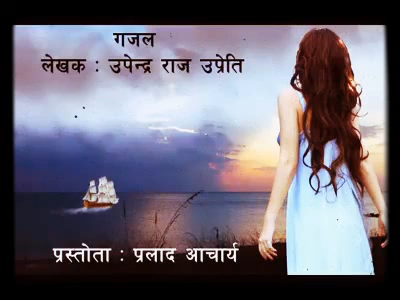 गजल
लेखक : उपेन्द्र राज उप्रेति
प्रस्तोता : प्रलाद आचार्य